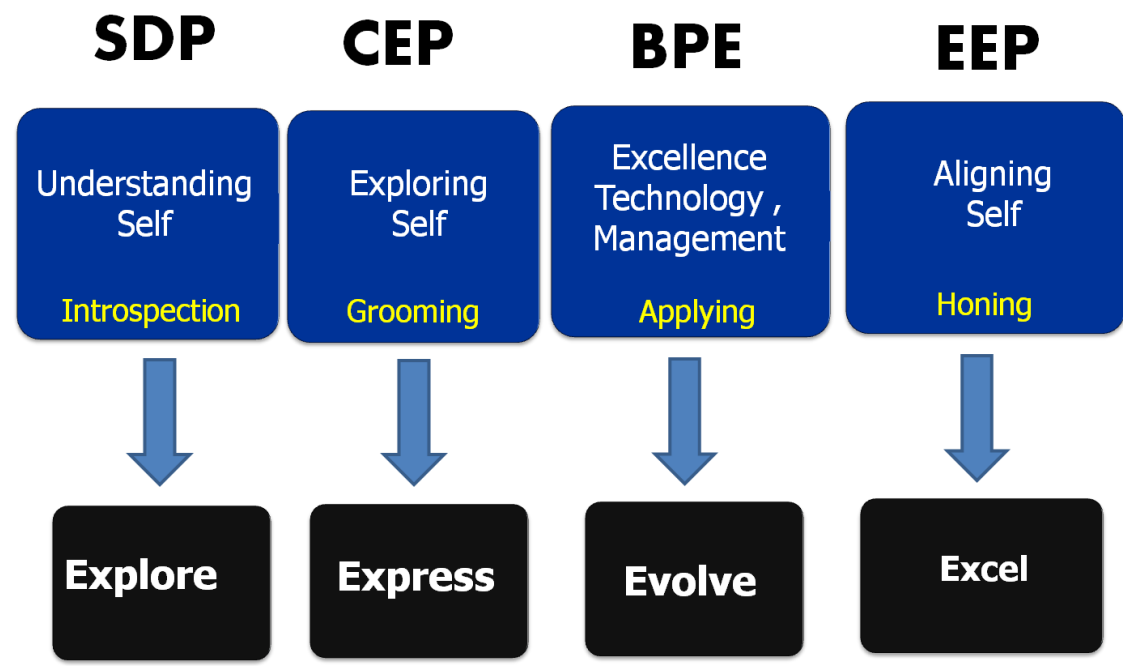 SDP
CEP
BPE
EEP
Understanding
Self
Introspection
Exploring
Self
Grooming
Excellence
Technology ,
Management
Applying
Aligning
Self
Honing
Explore
Express
Evolve
Excel